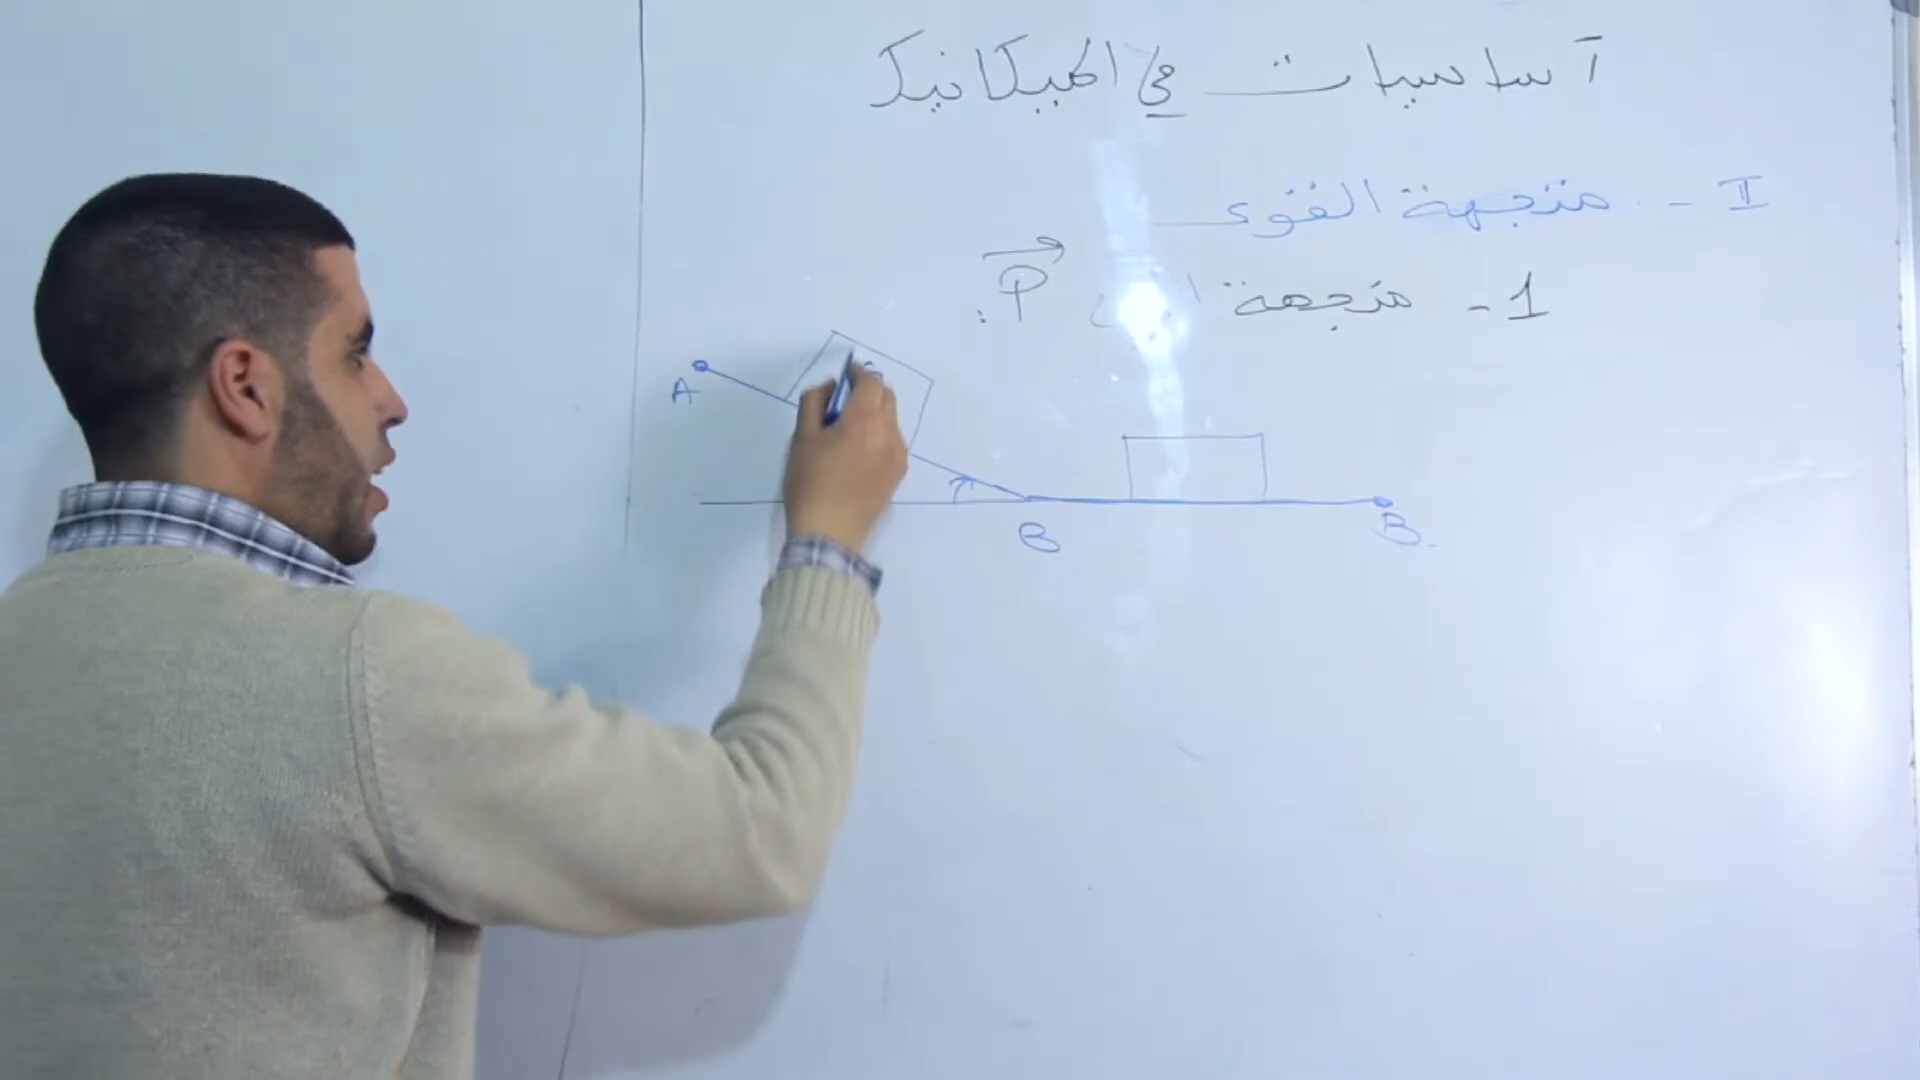 أساسيات في الميكانيك
I - متجهة القوى
1 - متجهة P :
A
G
B
B